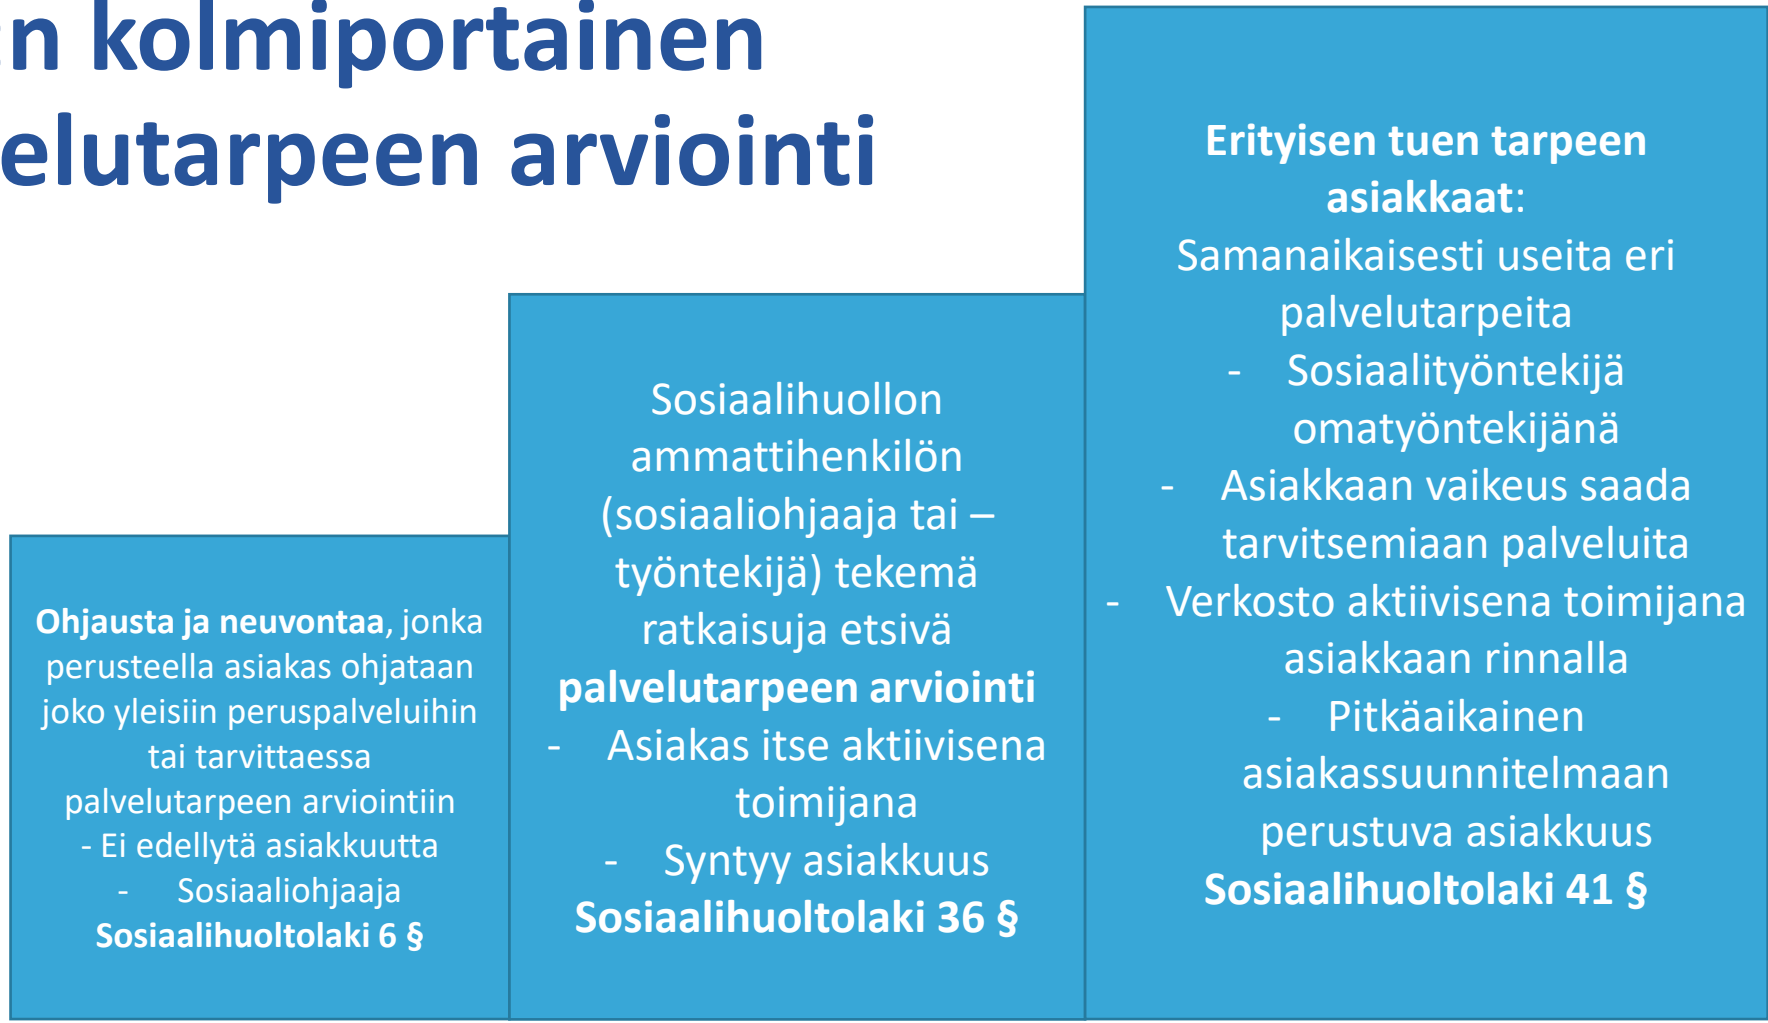 :n kolmiportainen
elutarpeen arviointi
Ohjausta ja neuvontaa, jonka
perusteella asiakas ohjataan
joko yleisiin peruspalveluihin
tai tarvittaessa
palvelutarpeen arviointiin
- Ei edellytä asiakkuutta
- Sosiaaliohjaaja
Sosiaalihuoltolaki 6 §
Sosiaalihuollon
ammattihenkilön
(sosiaaliohjaaja tai –
työntekijä) tekemä
ratkaisuja etsivä
palvelutarpeen arviointi
- Asiakas itse aktiivisena
toimijana
- Syntyy asiakkuus
Sosiaalihuoltolaki 36 §
Erityisen tuen tarpeen
asiakkaat:
Samanaikaisesti useita eri
palvelutarpeita
- Sosiaalityöntekijä
omatyöntekijänä
- Asiakkaan vaikeus saada
tarvitsemiaan palveluita
- Verkosto aktiivisena toimijana
asiakkaan rinnalla
- Pitkäaikainen
asiakassuunnitelmaan
perustuva asiakkuus
Sosiaalihuoltolaki 41 §